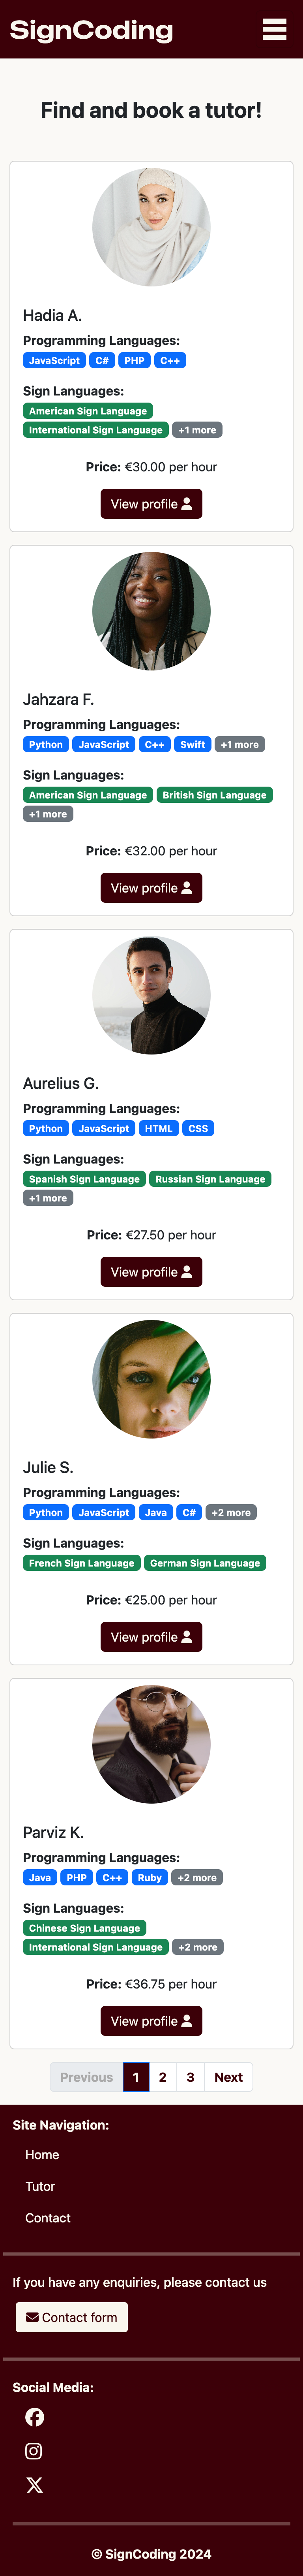 SignCoding
Find and book a tutor!
Hadia A.
Programming Languages:
JavaScript C# PHP C++
Sign Languages:
American Sign Language
International Sign Language +1 more
Price: €30.00 per hour
View profile
Jahzara F.
Programming Languages:
Python JavaScript C++ Swift +1 more
Sign Languages:
American Sign Language British Sign Language
+1 more
Price: €32.00 per hour
View profile
Aurelius G.
Programming Languages:
Python JavaScript HTML CSS
Sign Languages:
Spanish Sign Language Russian Sign Language
+1 more
Price: €27.50 per hour
View profile
Julie S.
Programming Languages:
Python JavaScript Java C# +2 more
Sign Languages:
French Sign Language German Sign Language
Price: €25.00 per hour
View profile
Parviz K.
Programming Languages:
Java PHP C++ Ruby +2 more
Sign Languages:
Chinese Sign Language
International Sign Language +2 more
Price: €36.75 per hour
View profile
Previous 1 2 3 Next
Site Navigation:
Home
Tutor
Contact
If you have any enquiries, please contact us
Contact form
Social Media:
© SignCoding 2024